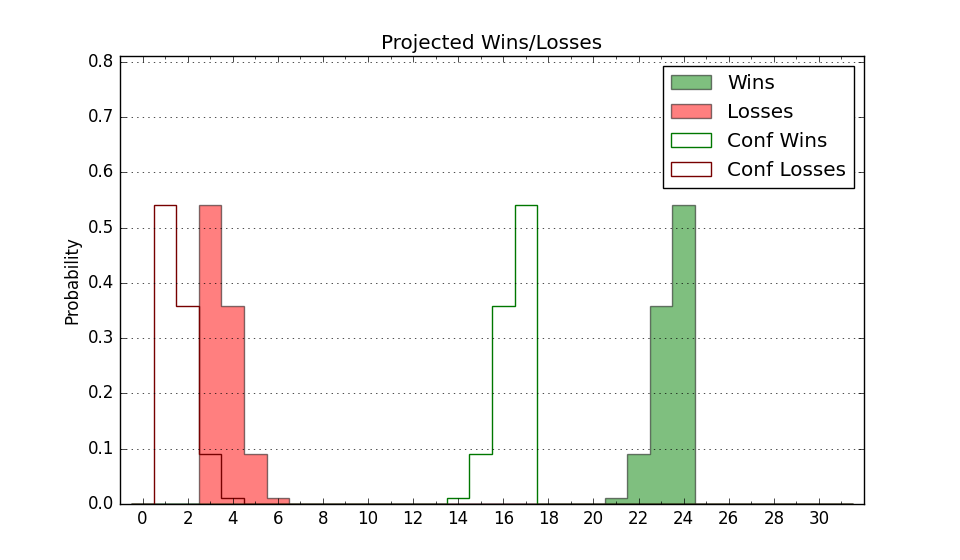 Projected Wins/Losses
0.8
0.7
0.6
0.5
0.4
0.3
0.2
0.1
0.0
Probability
Wins
Losses
Conf Wins
Conf Losses
0 2 4 6 8 10 12 14 16 18 20 22 24 26 28 30